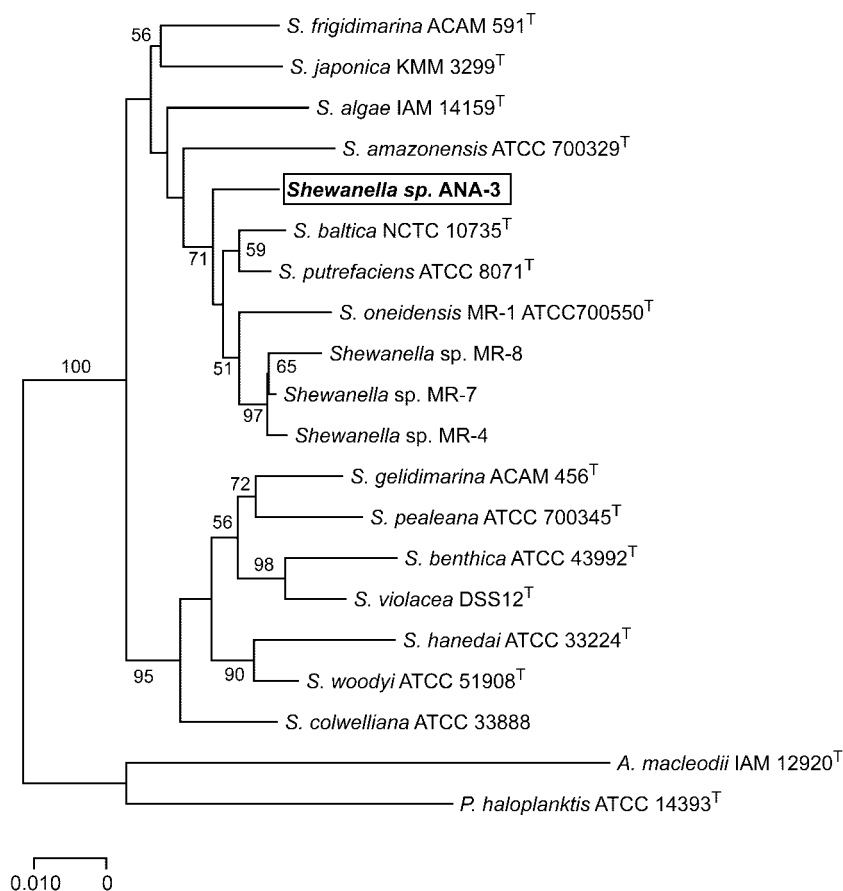 56
S. frigidimarina ACAM 591T
S. japonica KMM 3299T
S. algae IAM 14159T
S. amazonensis ATCC 700329T
Shewanella sp. ANA-3
71
S. baltica NCTC 10735T
59
S. putrefaciens ATCC 8071T
S. oneidensis MR-1 ATCC700550T
51
Shewanella sp. MR-8
65
100
Shewanella sp. MR-7
97
Shewanella sp. MR-4
S. gelidimarina ACAM 456T
72
S. pealeana ATCC 700345T
56
S. benthica ATCC 43992T
98
S. violacea DSS12T
S. hanedai ATCC 33224T
95
90
S. woodyi ATCC 51908T
S. colwelliana ATCC 33888
A. macleodii IAM 12920T
P. haloplanktis ATCC 14393T
0.010 0